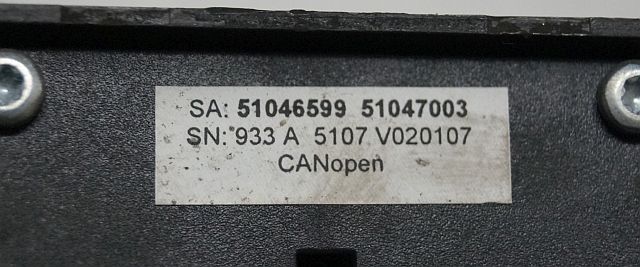 SA: 51046599 51047003
SN: 933 A 5107 V020107
CANopen